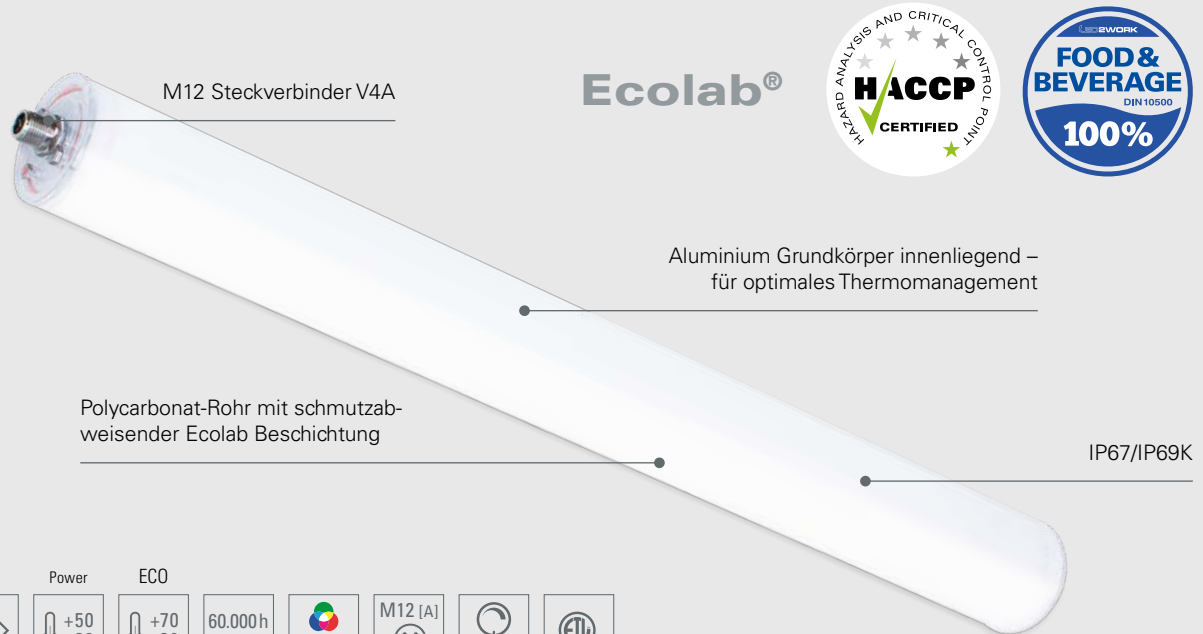 M12 Steckverbinder V4A
Ecolab®
HAZARD ANALYSIS AND CRITICAL CONTROL POINT
HACCP
CERTIFIED
LED2WORK
FOOD &
BEVERAGE
DIN 10500
100%
Aluminium Grundkörper innenliegend –
für optimales Thermomanagement
Polycarbonat-Rohr mit schmutzab-
weisender Ecolab Beschichtung
IP67/IP69K
Power
ECO
+50
+70
60.000 h
M12 [A]
ETL